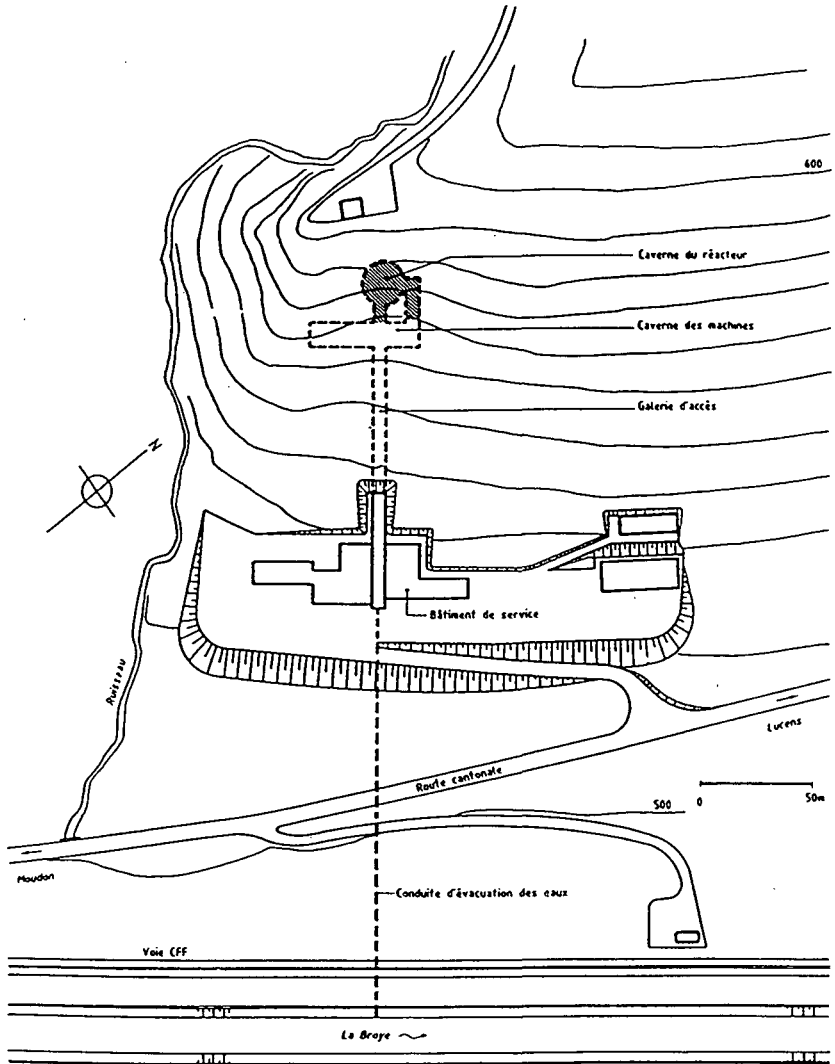 600
Caverne du réacteur
Caverne des machines
Galerie d'accès
N
Bâtiment de service
Ruisseau
Lucens
Route cantonale
0 50m
500
Moudon
Conduite d'évacuation des eaux
Voie CFF
La Broye